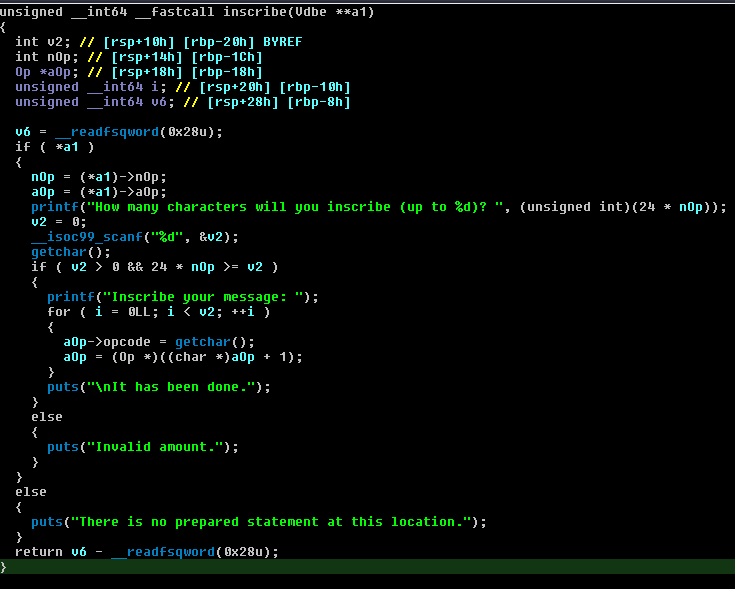 unsigned __int64 __fastcall inscribe(Vdbe **a1)
{
  int v2; // [rsp+10h] [rbp-20h] BYREF
  int nOp; // [rsp+14h] [rbp-1Ch]
  Op *aOp; // [rsp+18h] [rbp-18h]
  unsigned __int64 i; // [rsp+20h] [rbp-10h]
  unsigned __int64 v6; // [rsp+28h] [rbp-8h]

  v6 = __readfsqword(0x28u);
  if ( *a1 )
  {
    nOp = (*a1)->nOp;
    aOp = (*a1)->aOp;
    printf("How many characters will you inscribe (up to %d)? ", (unsigned int)(24 * nOp));
    v2 = 0;
    __isoc99_scanf("%d", &v2);
    getchar();
    if ( v2 > 0 && 24 * nOp >= v2 )
    {
      printf("Inscribe your message: ");
      for ( i = 0LL; i < v2; ++i )
      {
        aOp->opcode = getchar();
        aOp = (Op *)((char *)aOp + 1);
      }
      puts("\nIt has been done.");
    }
    else
    {
      puts("Invalid amount.");
    }
  }
  else
  {
    puts("There is no prepared statement at this location.");
  }
  return v6 - __readfsqword(0x28u);
}